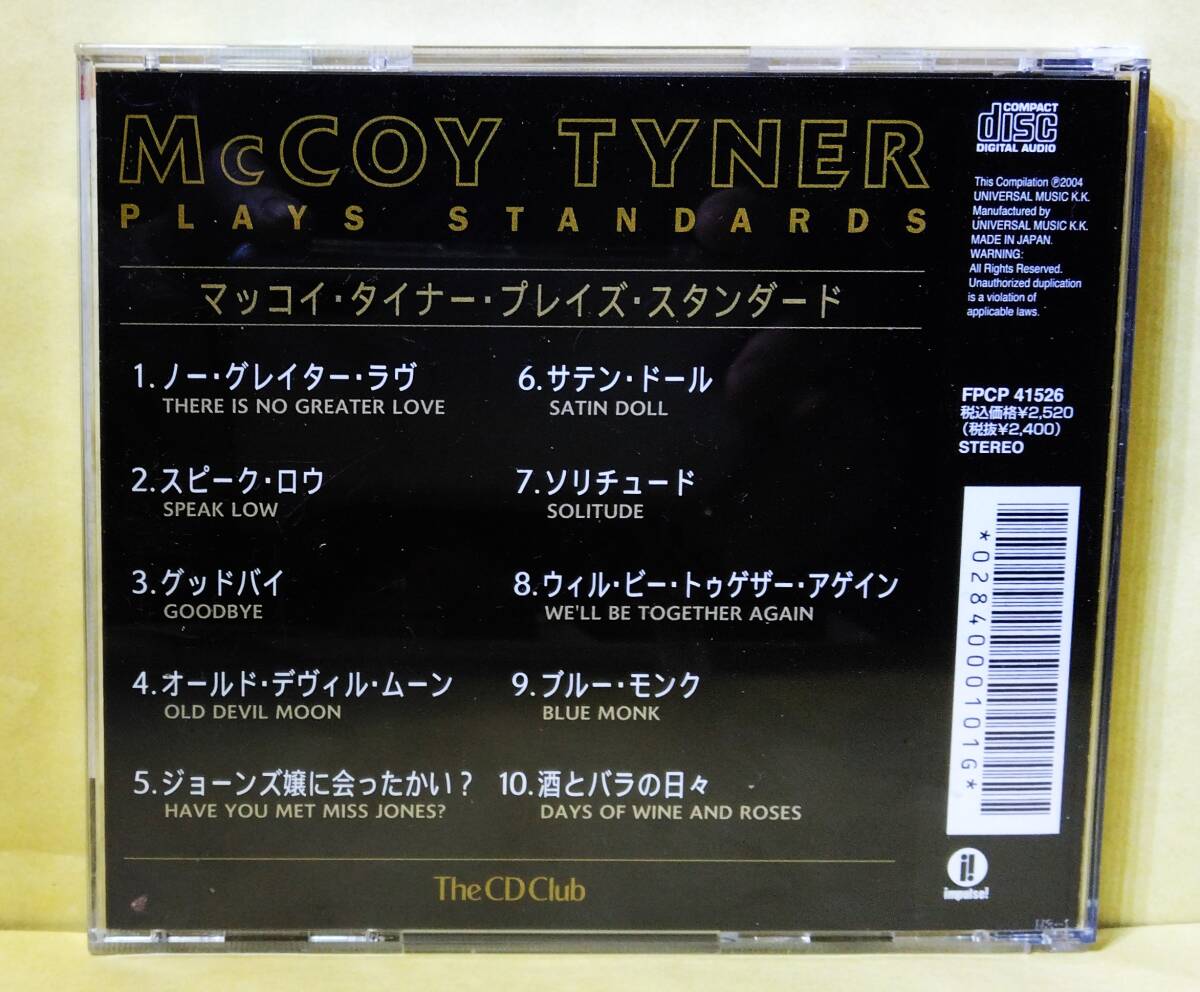 McCOY TYNER
PLAYS STANDARDS
マッコイ・タイナー・プレイズ・スタンダード
1.ノー・グレイター・ラヴ
THERE IS NO GREATER LOVE
2.スピーク・ロウ
SPEAK LOW
3.グッドバイ
GOODBYE
4.オールド・デヴィル・ムーン
OLD DEVIL MOON
5.ジョーンズ嬢に会ったかい？
HAVE YOU MET MISS JONES?
6.サテン・ドール
SATIN DOLL
7.ソリチュード
SOLITUDE
8.ウィル・ビー・トゥゲザー・アゲイン
WE'LL BE TOGETHER AGAIN
9.ブルー・モンク
BLUE MONK
10.酒とバラの日々
DAYS OF WINE AND ROSES
The CD Club
COMPACT
disc
DIGITAL AUDIO
This Compilation ℗2004
UNIVERSAL MUSIC K.K.
Manufactured by
UNIVERSAL MUSIC K.K.
MADE IN JAPAN.
WARNING:
All Rights Reserved.
Unauthorized duplication
is a violation of
applicable laws.
FPCP 41526
税込価格¥2,520
(税抜¥2,400)
STEREO
*0284000101G*
i!
impulse!